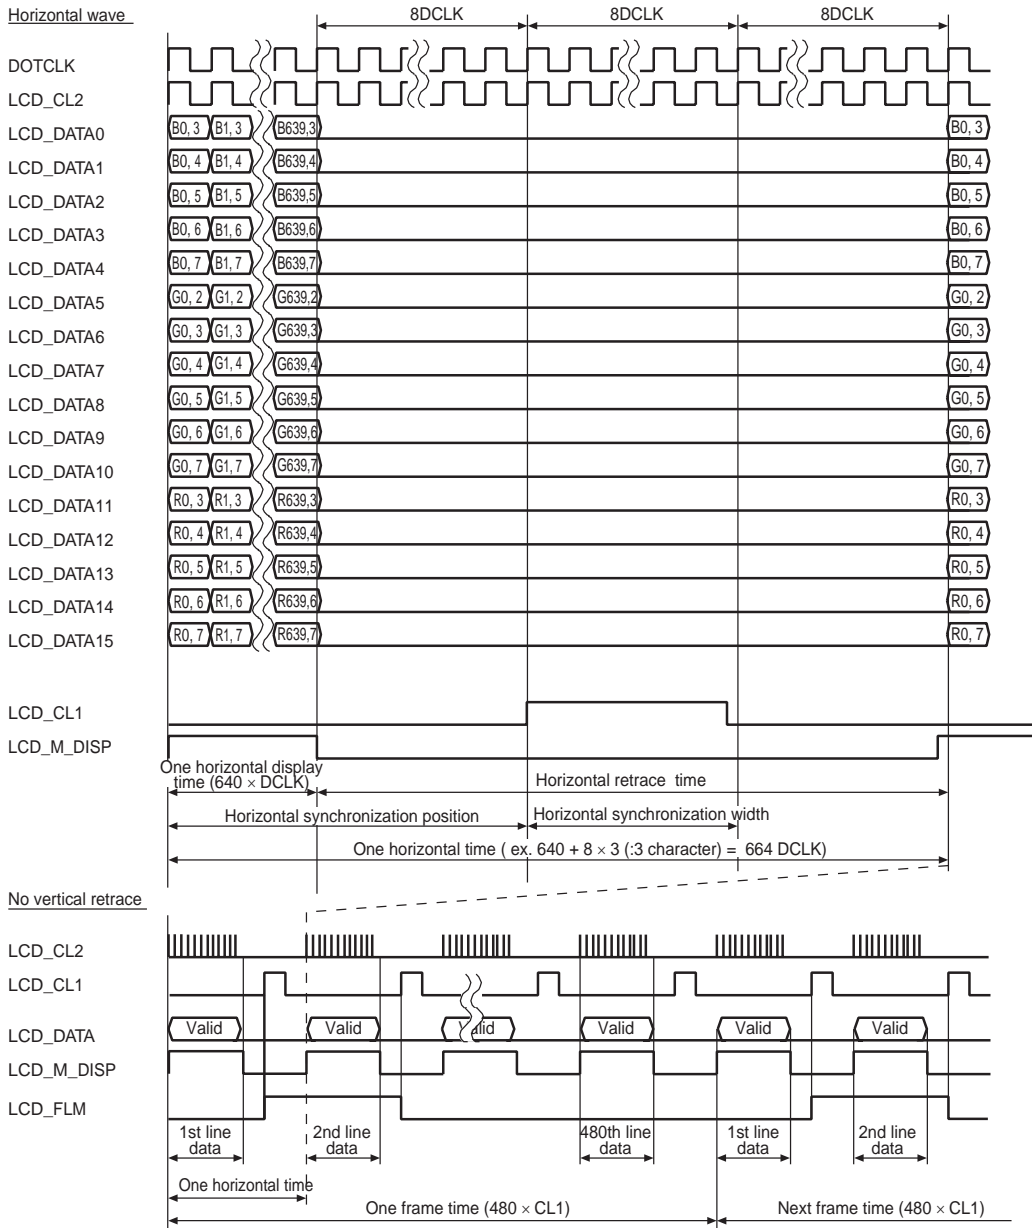 Horizontal wave
8DCLK 8DCLK 8DCLK
DOTCLK
LCD_CL2
LCD_DATA0 B0, 3 B1, 3 B639,3 B0, 3
LCD_DATA1 B0, 4 B1, 4 B639,4 B0, 4
LCD_DATA2 B0, 5 B1, 5 B639,5 B0, 5
LCD_DATA3 B0, 6 B1, 6 B639,6 B0, 6
LCD_DATA4 B0, 7 B1, 7 B639,7 B0, 7
LCD_DATA5 G0, 2 G1, 2 G639,2 G0, 2
LCD_DATA6 G0, 3 G1, 3 G639,3 G0, 3
LCD_DATA7 G0, 4 G1, 4 G639,4 G0, 4
LCD_DATA8 G0, 5 G1, 5 G639,5 G0, 5
LCD_DATA9 G0, 6 G1, 6 G639,6 G0, 6
LCD_DATA10 G0, 7 G1, 7 G639,7 G0, 7
LCD_DATA11 R0, 3 R1, 3 R639,3 R0, 3
LCD_DATA12 R0, 4 R1, 4 R639,4 R0, 4
LCD_DATA13 R0, 5 R1, 5 R639,5 R0, 5
LCD_DATA14 R0, 6 R1, 6 R639,6 R0, 6
LCD_DATA15 R0, 7 R1, 7 R639,7 R0, 7
LCD_CL1
LCD_M_DISP
One horizontal display
time (640 × DCLK)
Horizontal retrace time
Horizontal synchronization position
Horizontal synchronization width
One horizontal time ( ex. 640 + 8 × 3 (:3 character) = 664 DCLK)
No vertical retrace
LCD_CL2
LCD_CL1
LCD_DATA Valid Valid Valid Valid Valid Valid
LCD_M_DISP
LCD_FLM
1st line
data
2nd line
data
480th line
data
1st line
data
2nd line
data
One horizontal time
One frame time (480 × CL1)
Next frame time (480 × CL1)